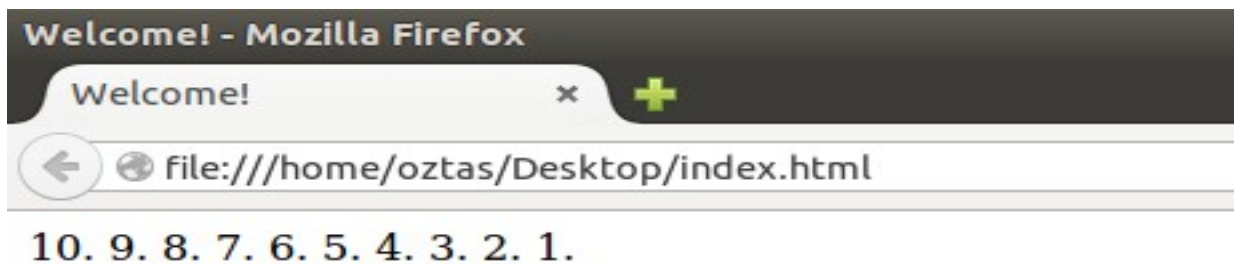 Welcome! - Mozilla Firefox
Welcome!
file:///home/oztas/Desktop/index.html
10. 9. 8. 7. 6. 5. 4. 3. 2. 1.